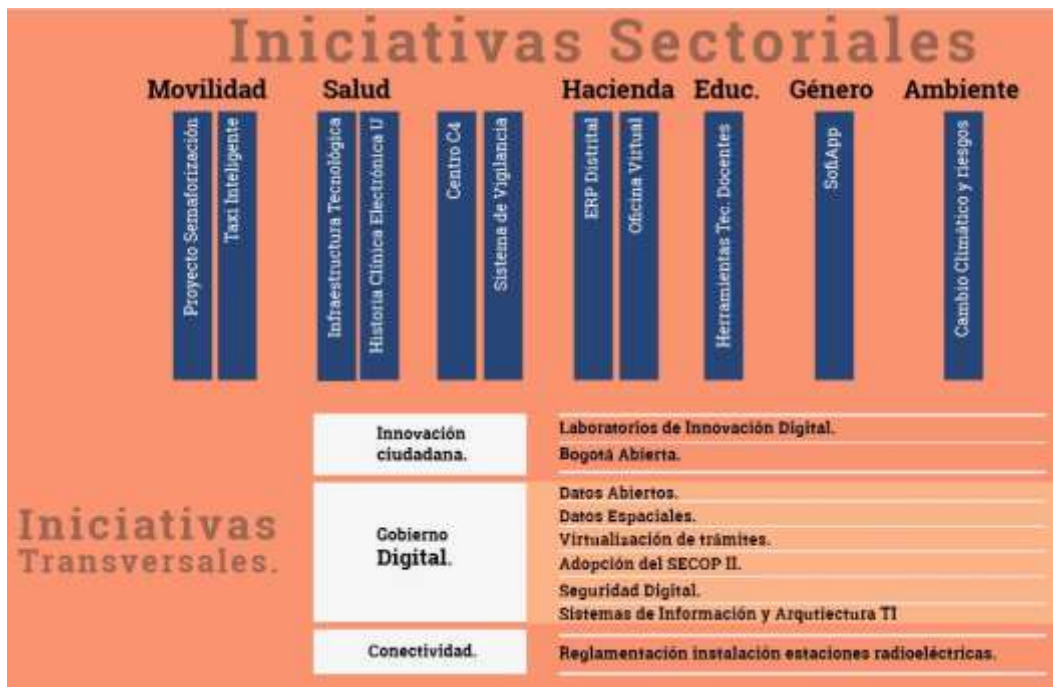 Iniciativas Sectoriales
Movilidad
Salud
Hacienda
Educ.
Género
Ambiente
Proyecto Semaforización
Taxi Inteligente
Infraestructura Tecnológica
Historia Clínica Electrónica U
Centro C4
Sistema de Vigilancia
ERP Distrital
Oficina Virtual
Herramientas Tec. Docentes
SofiApp
Cambio Climático y riesgos
Iniciativas
Transversales.
Innovación
ciudadana.
Laboratorios de Innovación Digital.
Bogotá Abierta.
Gobierno
Digital.
Datos Abiertos.
Datos Espaciales.
Virtualización de trámites.
Adopción del SECOP II.
Seguridad Digital.
Sistemas de Información y Arqutiectura TI
Conectividad.
Reglamentación instalación estaciones radioeléctricas.